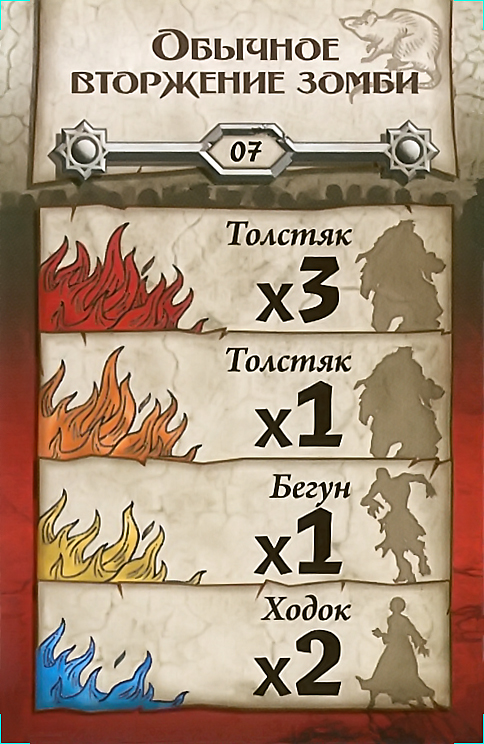 Обычное
вторжение зомби
07
Толстяк
x3
Толстяк
x1
Бегун
x1
Ходок
x2